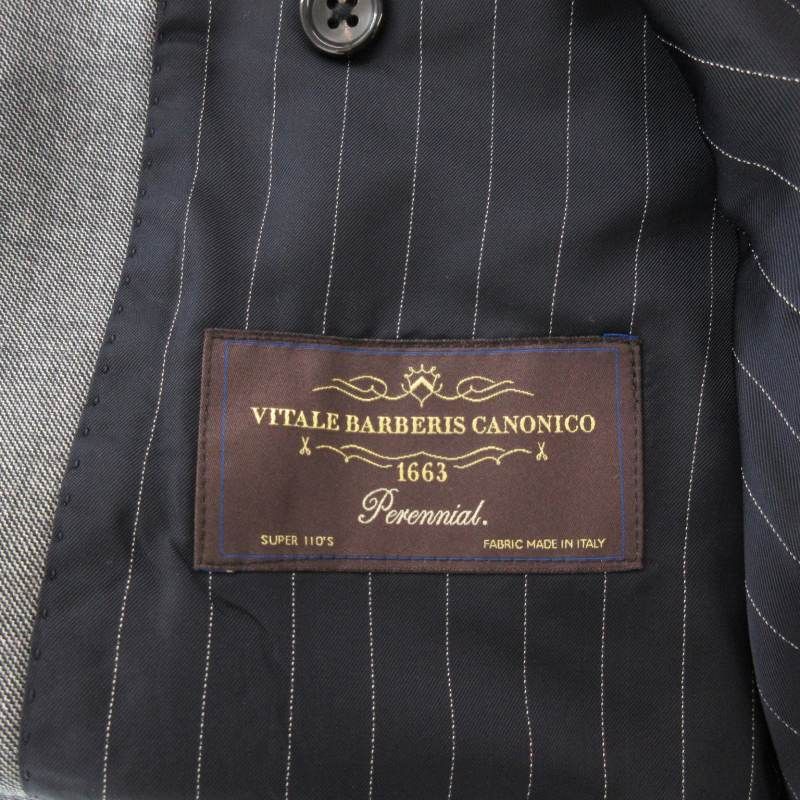 VITALE BARBERIS CANONICO
1663
Perennial.
SUPER 110'S FABRIC MADE IN ITALY